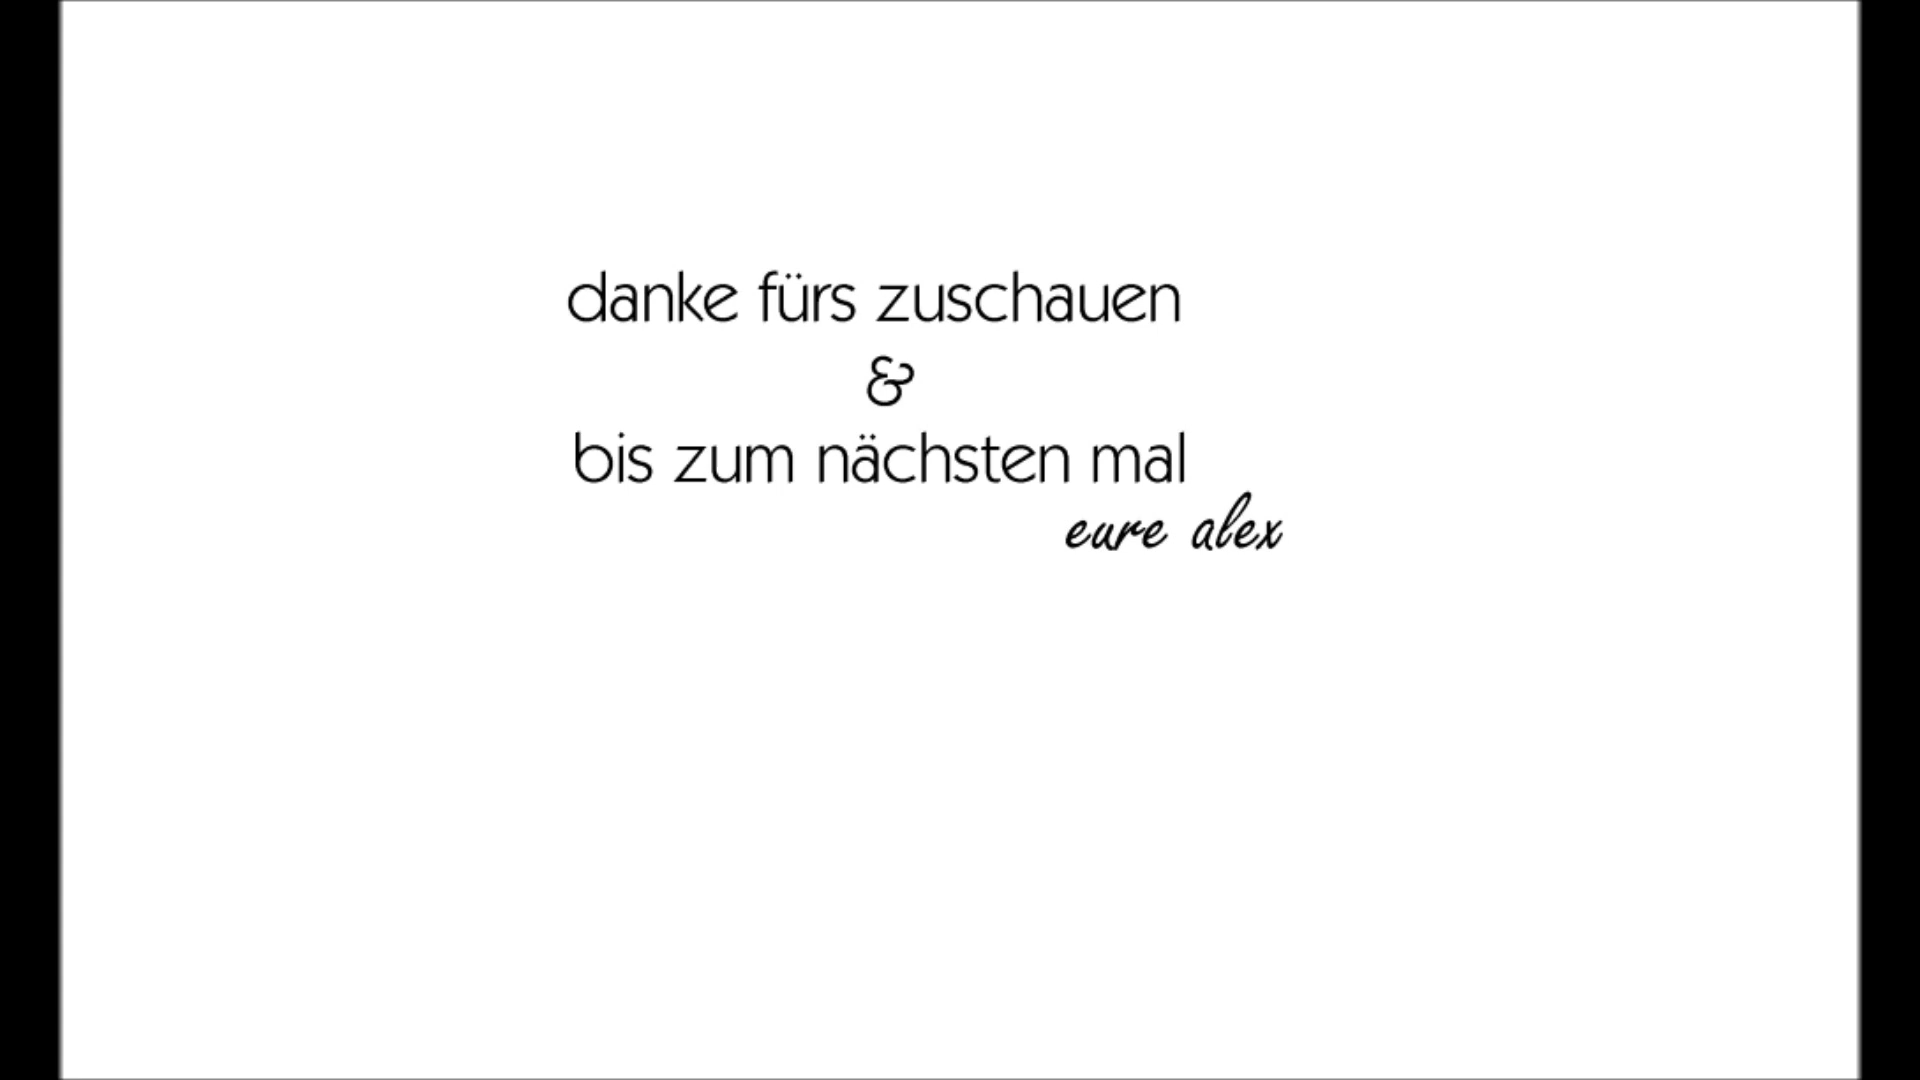 danke fürs zuschauen
&
bis zum nächsten mal
eure alex